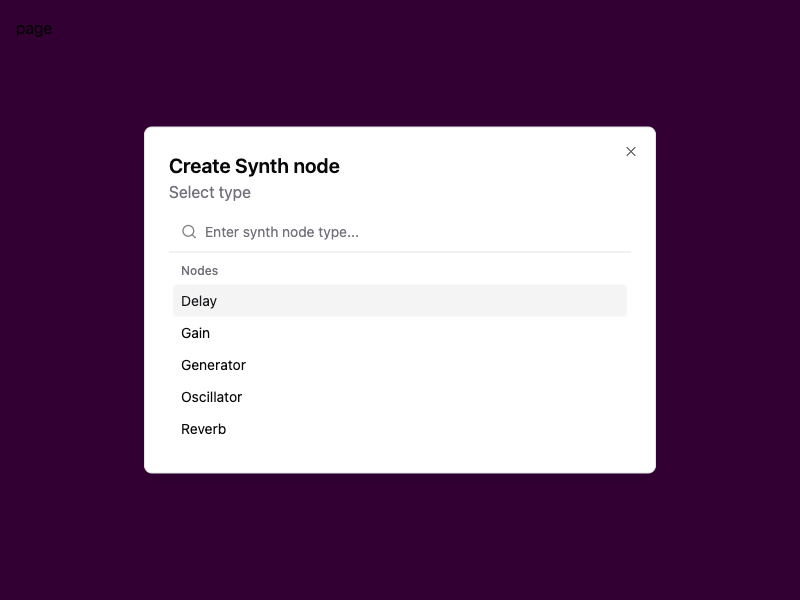 page
Create Synth node
Select type
Enter synth node type...
Nodes
Delay
Gain
Generator
Oscillator
Reverb